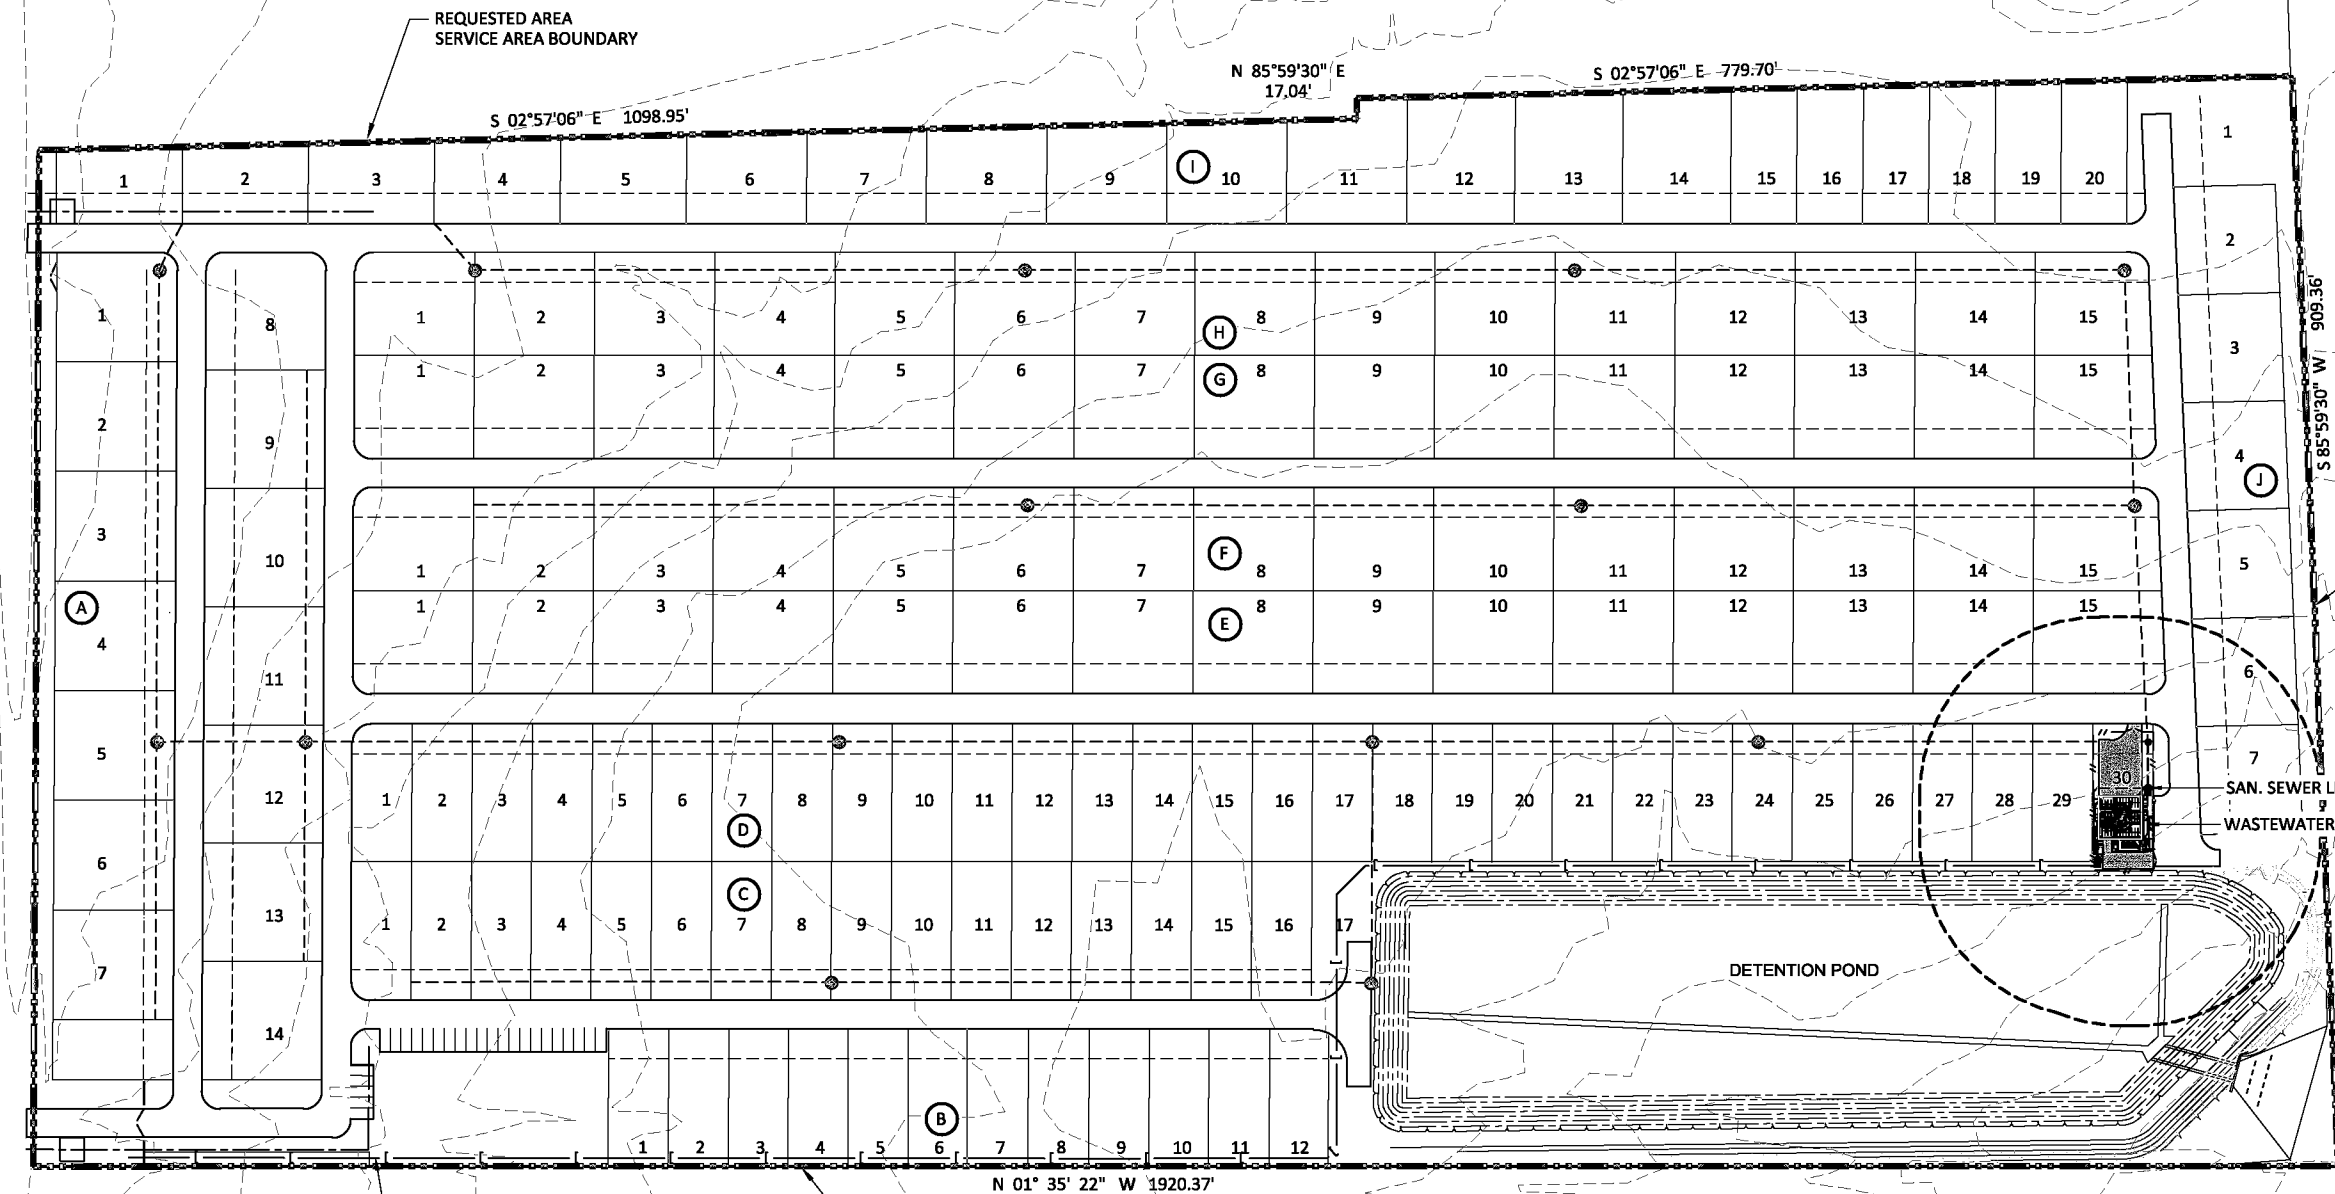 REQUESTED AREA
SERVICE AREA BOUNDARY
N 85°59'30" E
17.04'
S 02°57'06" E 779.70'
S 02°57'06" E 1098.95'
1 2 3 4 5 6 7 8 9 10 11 12 13 14 15 16 17 18 19 20
I
1 2 3 4 5 6 7 8 9 10 11 12 13 14 15
H
G
1 2 3 4 5 6 7 8 9 10 11 12 13 14 15
F
1 2 3 4 5 6 7 8 9 10 11 12 13 14 15
1 2 3 4 5 6 7 8 9 10 11 12 13 14 15
E
1 2 3 4 5 6 7
A
8 9 10 11 12 13 14
1 2 3 4 5 6 7
J
S 85°59'30" W 909.36'
1 2 3 4 5 6 7 8 9 10 11 12 13 14 15 16 17 18 19 20 21 22 23 24 25 26 27 28 29 30
D
C
1 2 3 4 5 6 7 8 9 10 11 12 13 14 15 16 17
SAN. SEWER L
WASTEWATER
DETENTION POND
B
1 2 3 4 5 6 7 8 9 10 11 12
N 01° 35' 22" W 1920.37'